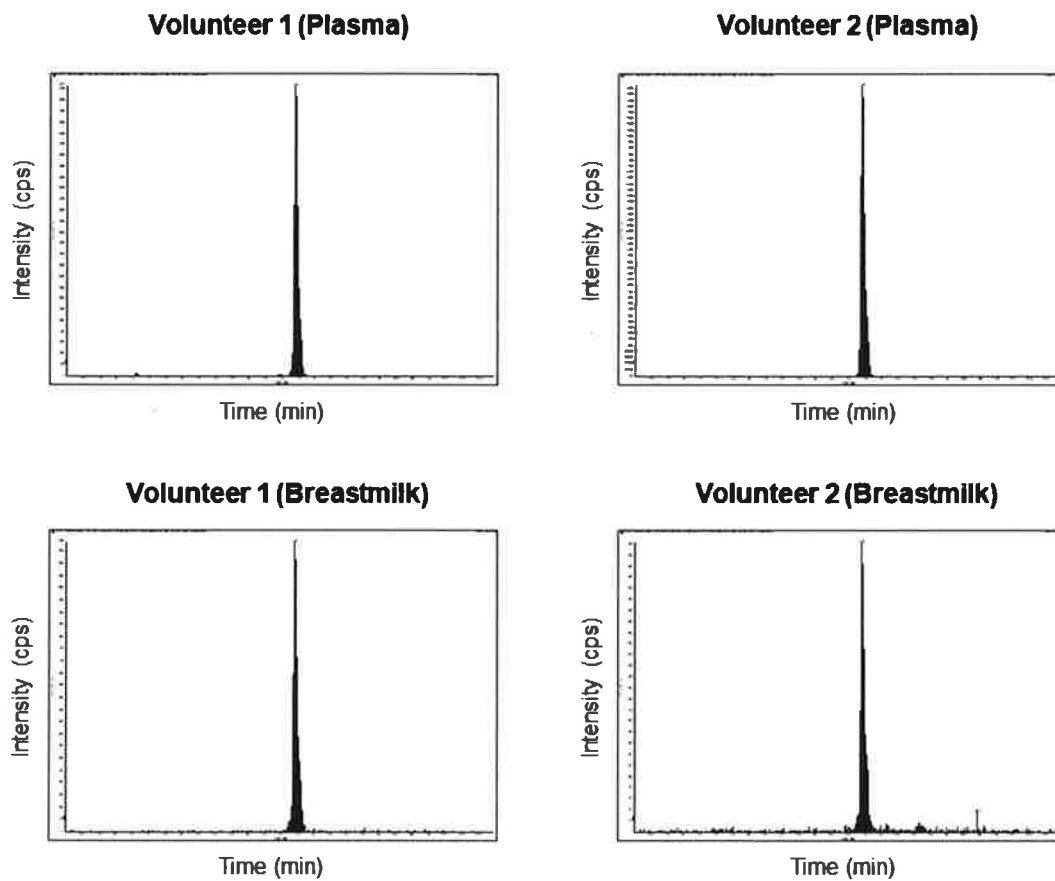 Volunteer 1 (Plasma)
Intensity (cps)
Time (min)
Volunteer 2 (Plasma)
Intensity (cps)
Time (min)
Volunteer 1 (Breastmilk)
Intensity (cps)
Time (min)
Volunteer 2 (Breastmilk)
Intensity (cps)
Time (min)